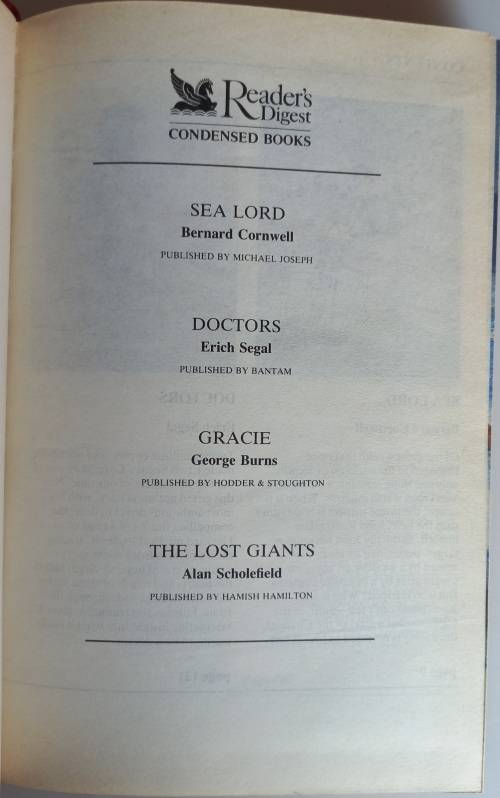 Reader's
Digest
CONDENSED BOOKS
SEA LORD
Bernard Cornwell
PUBLISHED BY MICHAEL JOSEPH
DOCTORS
Erich Segal
PUBLISHED BY BANTAM
GRACIE
George Burns
PUBLISHED BY HODDER & STOUGHTON
THE LOST GIANTS
Alan Scholefield
PUBLISHED BY HAMISH HAMILTON